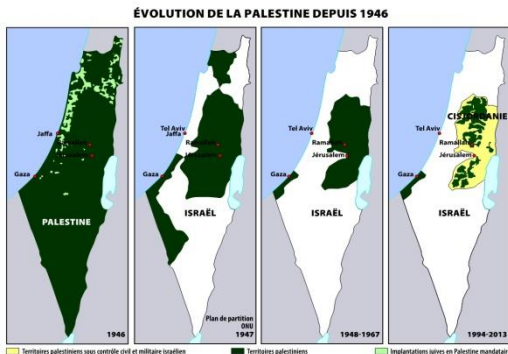 ÉVOLUTION DE LA PALESTINE DEPUIS 1946
Jaffa
Ramallah
Jérusalem
Gaza
PALESTINE
1946
Tel Aviv
Ramallah
Jérusalem
Gaza
ISRAËL
Plan de partition
ONU
1947
Tel Aviv
Ramallah
Jérusalem
Gaza
ISRAËL
1948-1967
CISJORDANIE
Tel Aviv
Ramallah
Jérusalem
Gaza
ISRAËL
1994-2013
Territoires palestiniens sous contrôle civil et militaire israélien
Territoires palestiniens
Implantations juives en Palestine mandataire